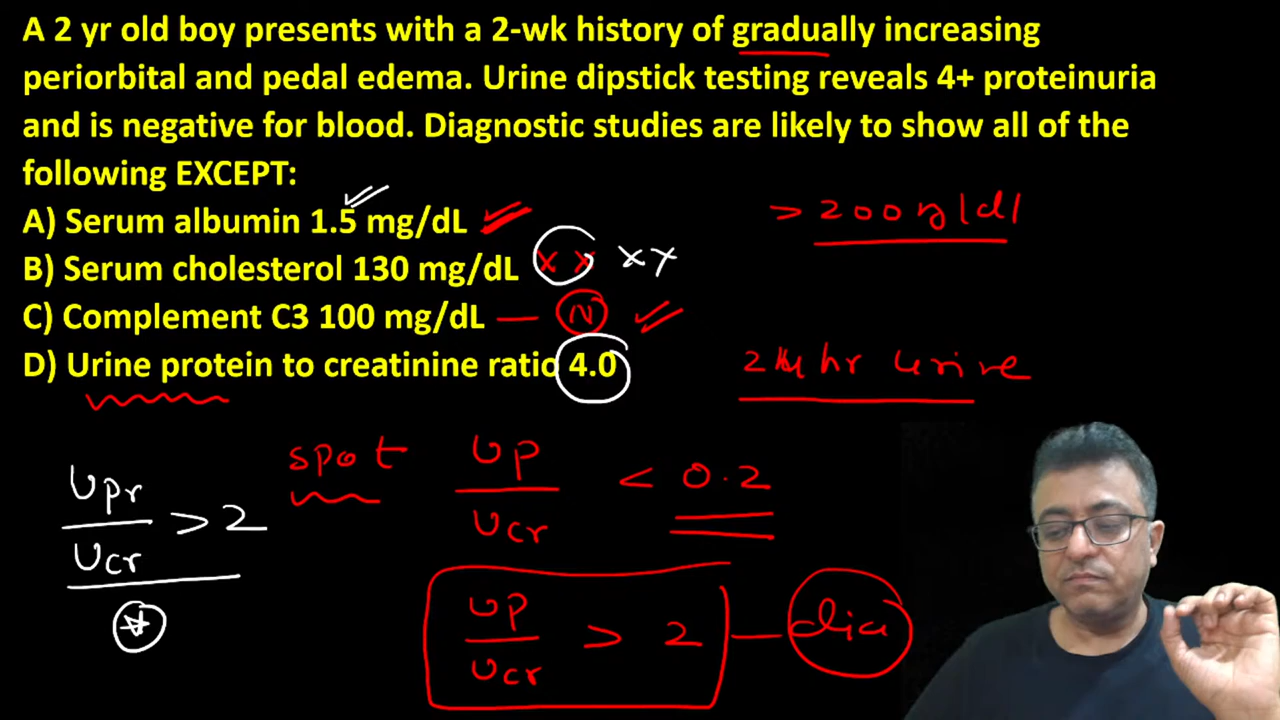 A 2 yr old boy presents with a 2-wk history of gradually increasing
periorbital and pedal edema. Urine dipstick testing reveals 4+ proteinuria
and is negative for blood. Diagnostic studies are likely to show all of the
following EXCEPT:
A) Serum albumin 1.5 mg/dL
> 200 g/dl
B) Serum cholesterol 130 mg/dL x x x x
C) Complement C3 100 mg/dL — N
D) Urine protein to creatinine ratio 4.0
hr urine
spot
UP
UCr
< 0.2
UPr
UCr
> 2
UP
UCr
> 2 — dia